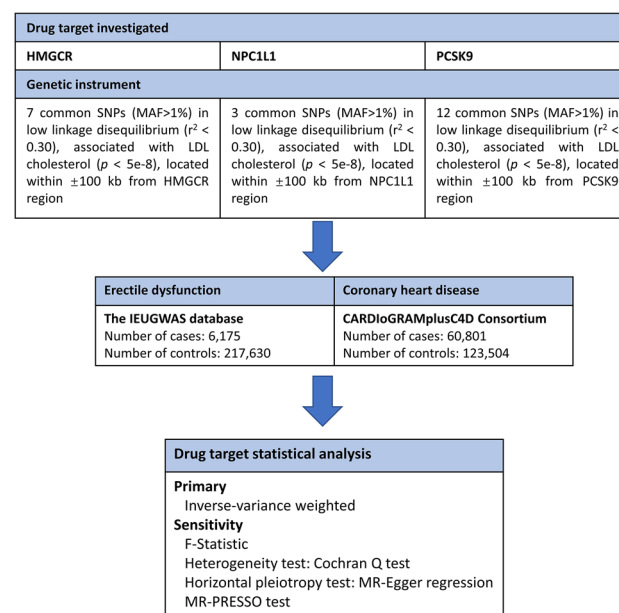 Drug target investigated
HMGCR
NPC1L1
PCSK9
Genetic instrument
7 common SNPs (MAF>1%) in
low linkage disequilibrium (r² <
0.30), associated with LDL
cholesterol (p < 5e-8), located
within ±100 kb from HMGCR
region
3 common SNPs (MAF>1%) in
low linkage disequilibrium (r² <
0.30), associated with LDL
cholesterol (p < 5e-8), located
within ±100 kb from NPC1L1
region
12 common SNPs (MAF>1%) in
low linkage disequilibrium (r² <
0.30), associated with LDL
cholesterol (p < 5e-8), located
within ±100 kb from PCSK9
region
Erectile dysfunction
The IEUGWAS database
Number of cases: 6,175
Number of controls: 217,630
Coronary heart disease
CARDIoGRAMplusC4D Consortium
Number of cases: 60,801
Number of controls: 123,504
Drug target statistical analysis
Primary
Inverse-variance weighted
Sensitivity
F-Statistic
Heterogeneity test: Cochran Q test
Horizontal pleiotropy test: MR-Egger regression
MR-PRESSO test